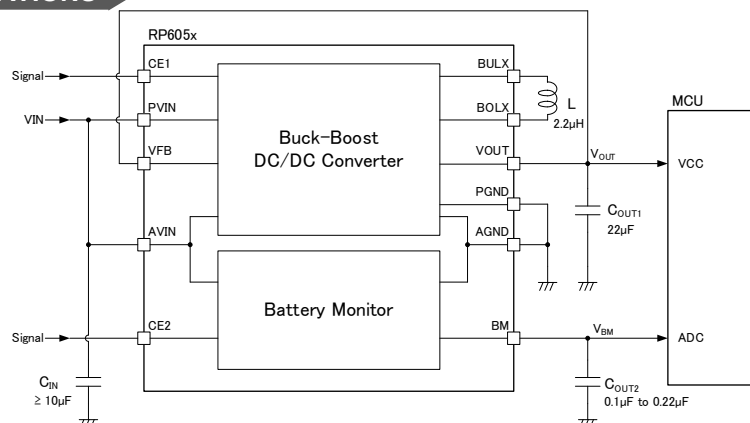 RP605x
Signal
CE1
BULX
VIN
PVIN
BOLX
L
2.2μH
MCU
Buck-Boost
DC/DC Converter
VFB
VOUT
VOUT
VCC
PGND
COUT1
22μF
AVIN
AGND
Battery Monitor
Signal
CE2
BM
VBM
ADC
CIN
≥ 10μF
COUT2
0.1μF to 0.22μF